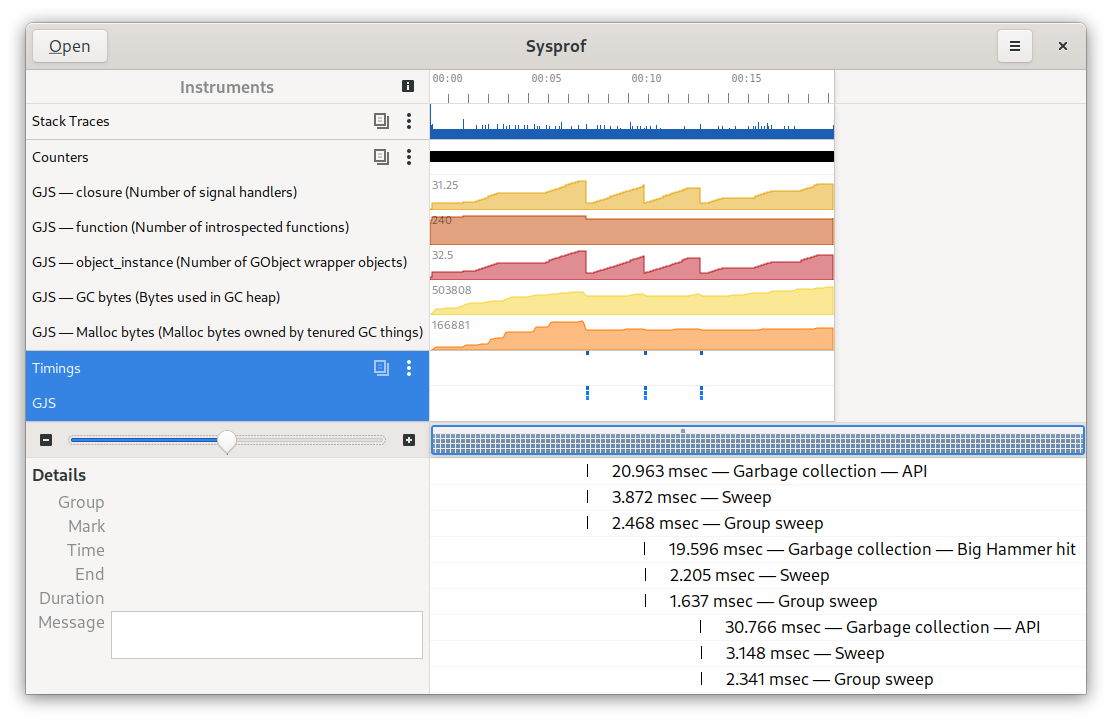 Open
Sysprof
Instruments
00:00 00:05 00:10 00:15
Stack Traces
Counters
GJS — closure (Number of signal handlers)
31.25
GJS — function (Number of introspected functions)
240
GJS — object_instance (Number of GObject wrapper objects)
32.5
GJS — GC bytes (Bytes used in GC heap)
503808
GJS — Malloc bytes (Malloc bytes owned by tenured GC things)
166881
Timings
GJS
Details
Group
Mark
Time
End
Duration
Message
20.963 msec — Garbage collection — API
3.872 msec — Sweep
2.468 msec — Group sweep
19.596 msec — Garbage collection — Big Hammer hit
2.205 msec — Sweep
1.637 msec — Group sweep
30.766 msec — Garbage collection — API
3.148 msec — Sweep
2.341 msec — Group sweep